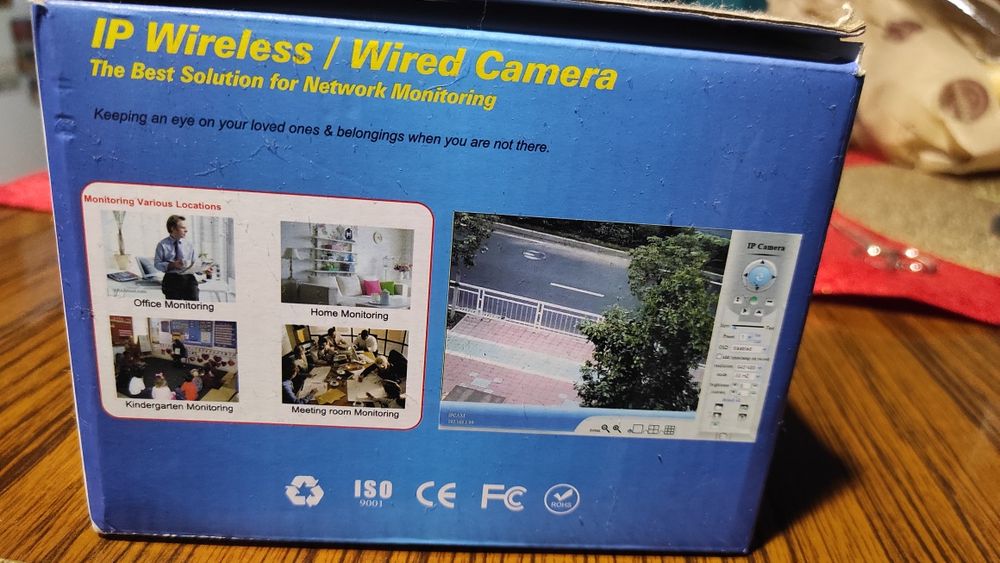 IP Wireless / Wired Camera
The Best Solution for Network Monitoring
Keeping an eye on your loved ones & belongings when you are not there.
Monitoring Various Locations
Office Monitoring
Home Monitoring
Kindergarten Monitoring
Meeting room Monitoring
IP Camera
IPCAM
ISO
9001
CE
FC
ROHS